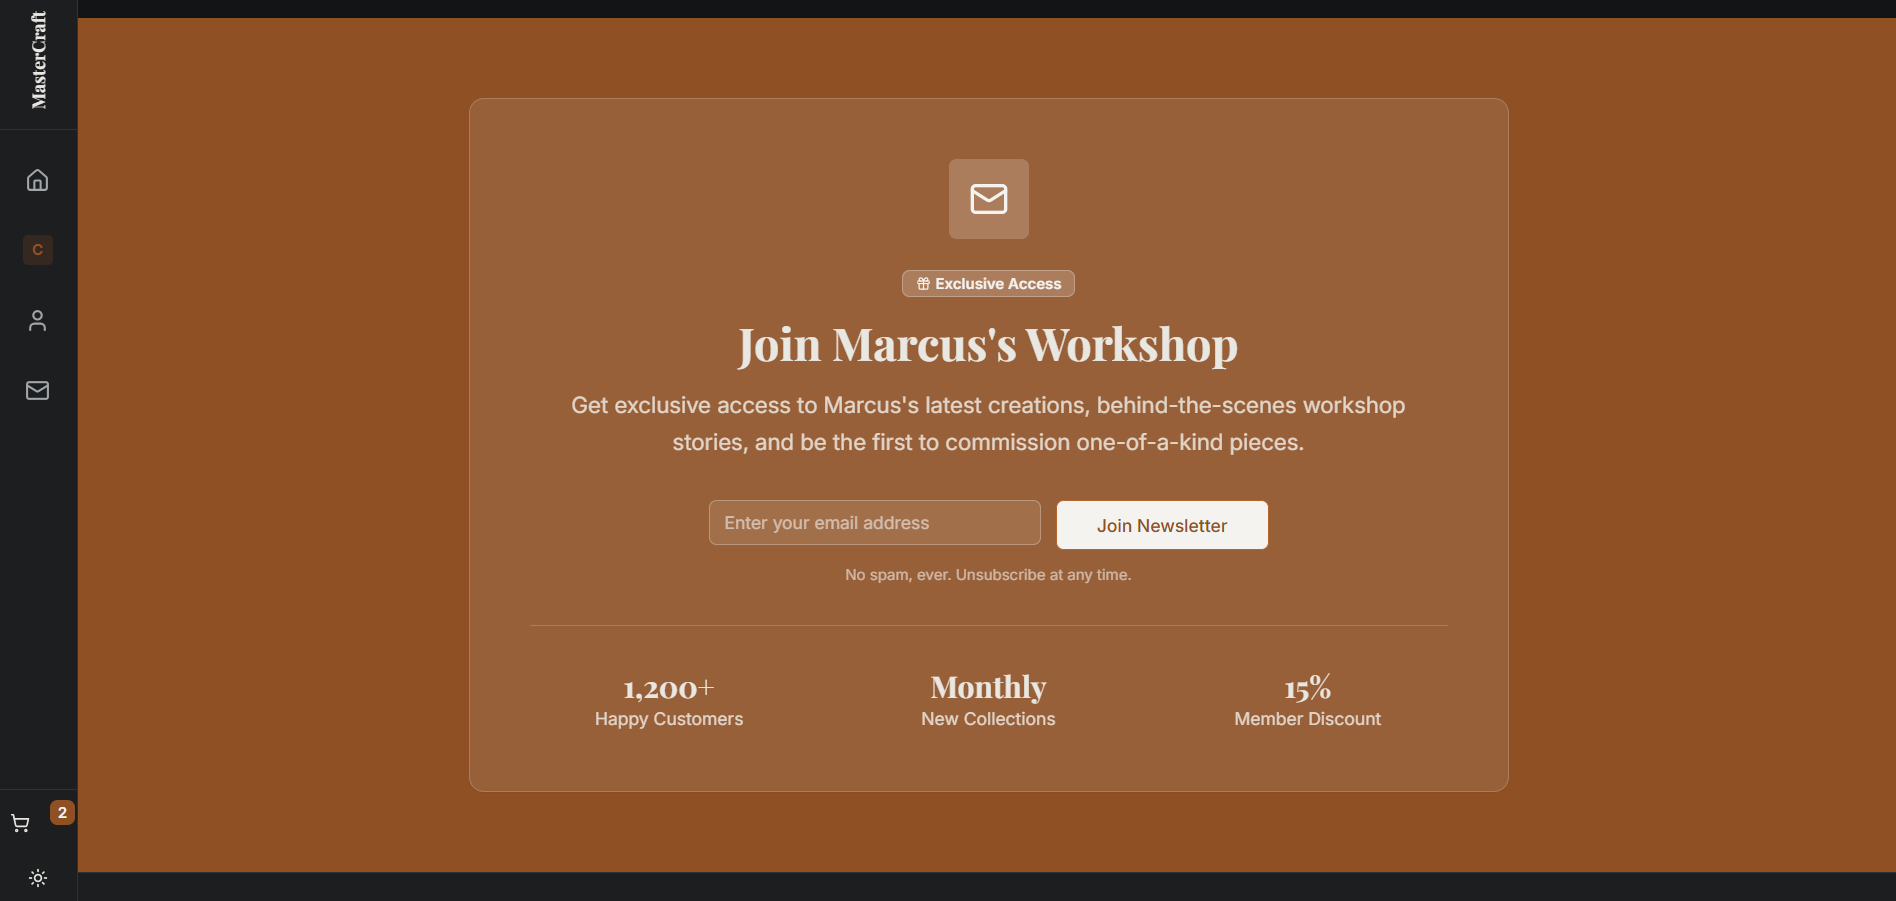 MasterCraft
C
2
Exclusive Access
Join Marcus's Workshop
Get exclusive access to Marcus's latest creations, behind-the-scenes workshop
stories, and be the first to commission one-of-a-kind pieces.
Enter your email address
Join Newsletter
No spam, ever. Unsubscribe at any time.
1,200+
Happy Customers
Monthly
New Collections
15%
Member Discount